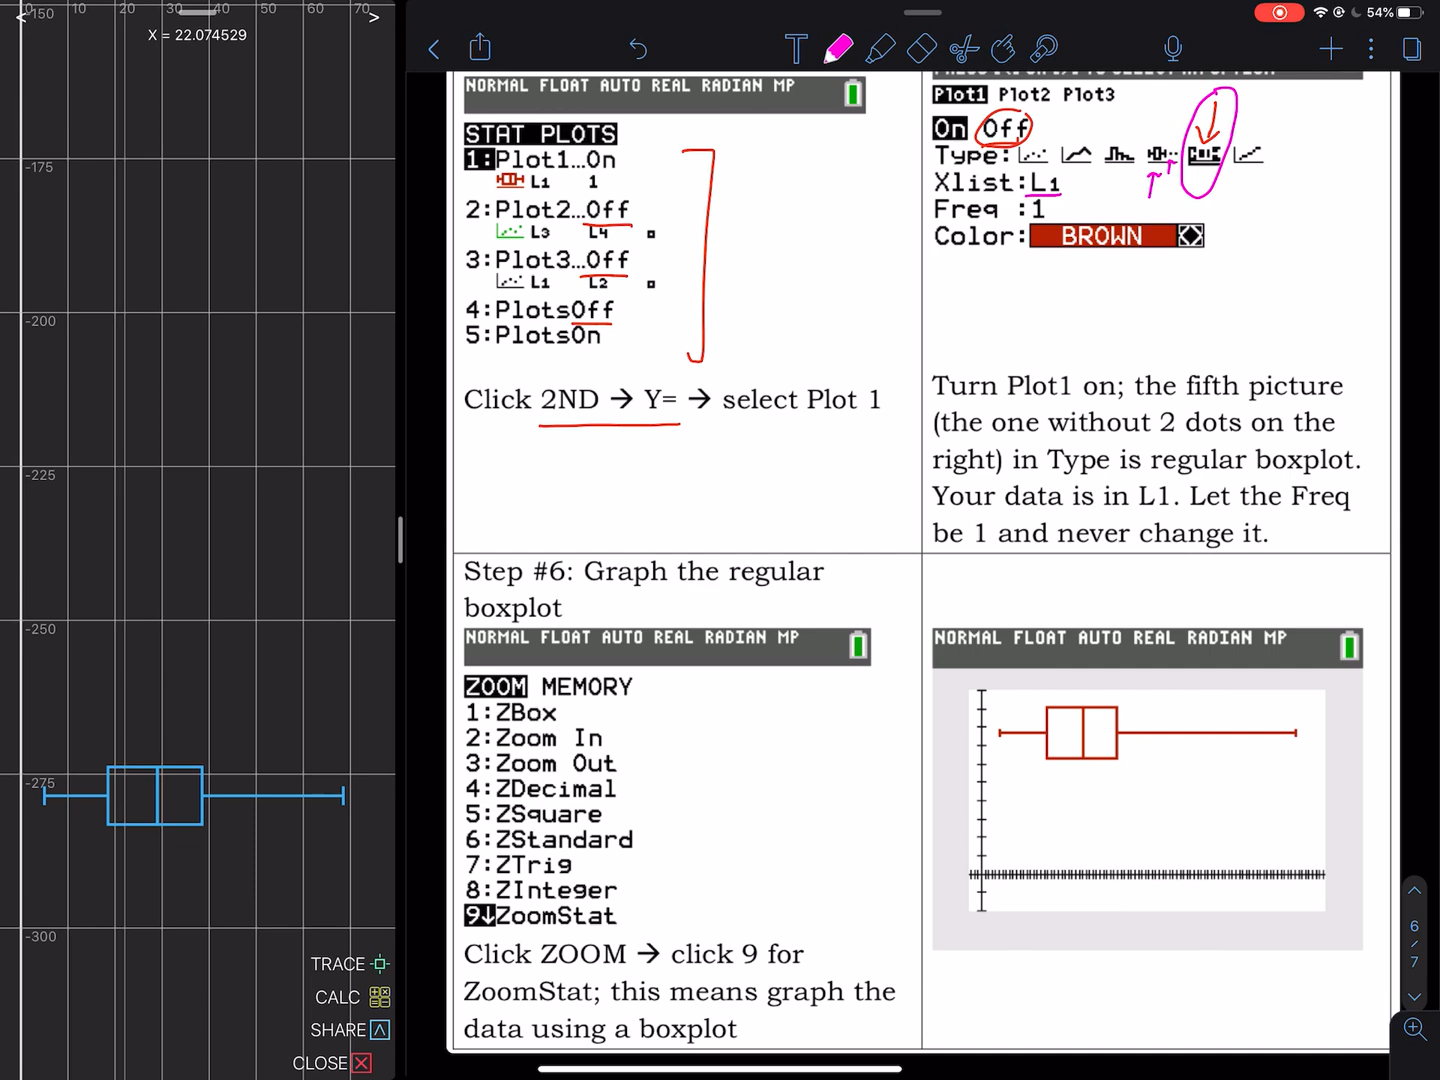 0 10 20 30 40 50 60 70 >
<
-150
X = 22.074529
-175
-200
-225
-250
-275
-300
TRACE
CALC
SHARE
CLOSE
54%
T
NORMAL FLOAT AUTO REAL RADIAN MP
STAT PLOTS
1:Plot1…On
L1 1
2:Plot2…Off
L3 L4
3:Plot3…Off
L1 L2
4:PlotsOff
5:PlotsOn
Click 2ND → Y= → select Plot 1
Plot1 Plot2 Plot3
On Off
Type:
Xlist:L1
Freq :1
Color: BROWN
Turn Plot1 on; the fifth picture
(the one without 2 dots on the
right) in Type is regular boxplot.
Your data is in L1. Let the Freq
be 1 and never change it.
Step #6: Graph the regular
boxplot
NORMAL FLOAT AUTO REAL RADIAN MP
ZOOM MEMORY
1:ZBox
2:Zoom In
3:Zoom Out
4:ZDecimal
5:ZSquare
6:ZStandard
7:ZTrig
8:ZInteger
9↓ZoomStat
Click ZOOM → click 9 for
ZoomStat; this means graph the
data using a boxplot
NORMAL FLOAT AUTO REAL RADIAN MP
6
/
7